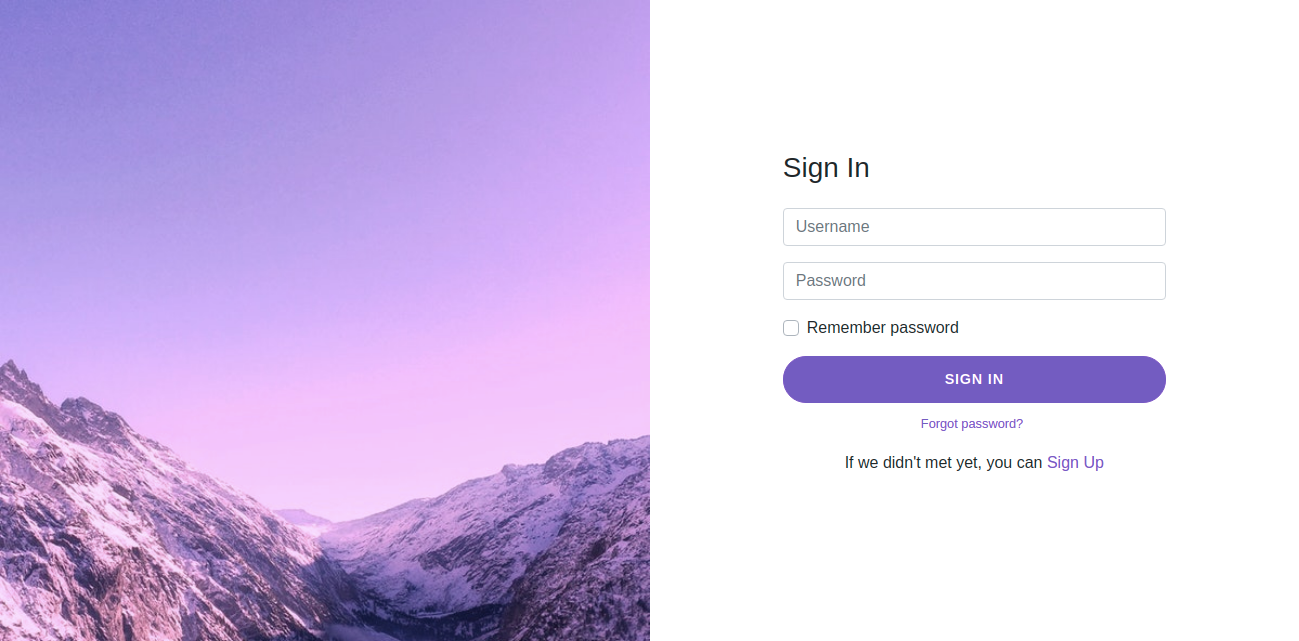 Sign In
Username
Password
Remember password
SIGN IN
Forgot password?
If we didn't met yet, you can Sign Up